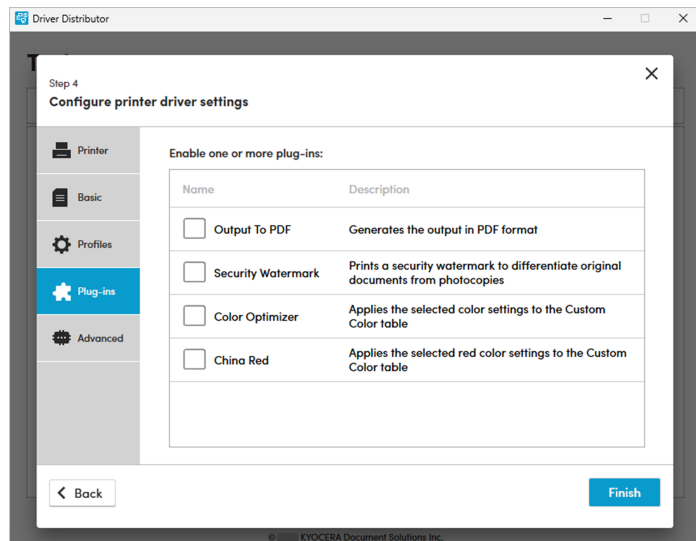 Driver Distributor
Step 4
Configure printer driver settings
Printer
Basic
Profiles
Plug-ins
Advanced
Enable one or more plug-ins:
Name Description
Output To PDF Generates the output in PDF format
Security Watermark Prints a security watermark to differentiate original
documents from photocopies
Color Optimizer Applies the selected color settings to the Custom
Color table
China Red Applies the selected red color settings to the Custom
Color table
Back
Finish
© KYOCERA Document Solutions Inc.